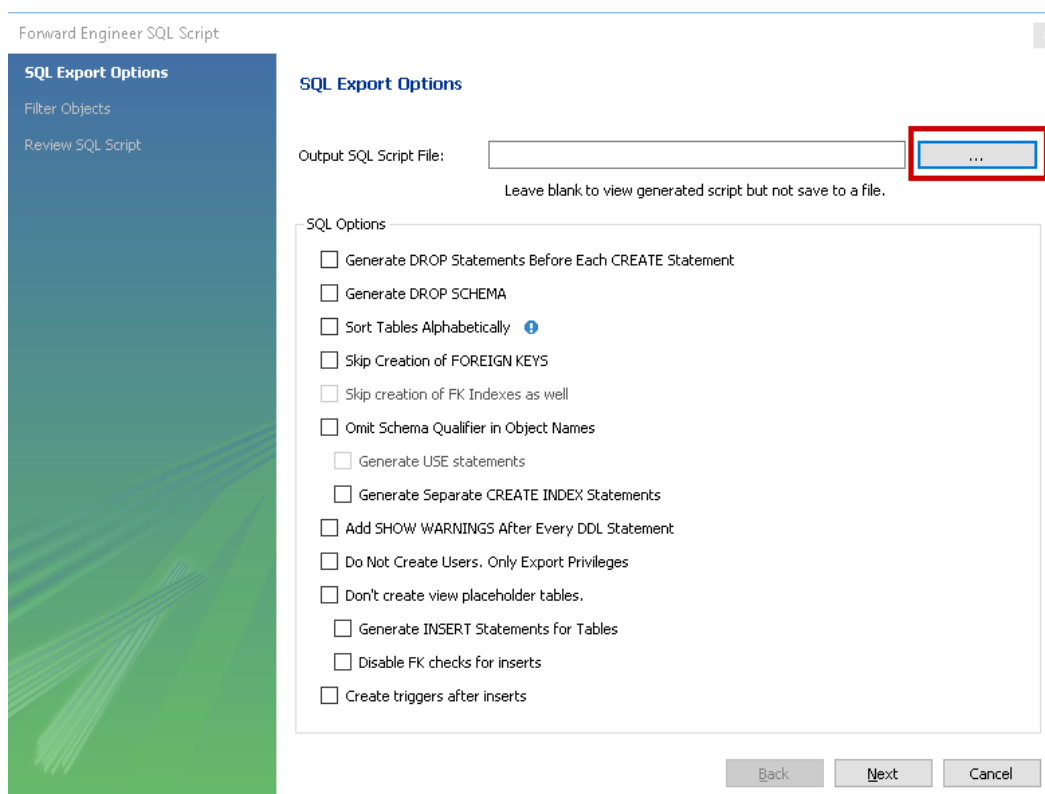 Forward Engineer SQL Script
SQL Export Options
Filter Objects
Review SQL Script
SQL Export Options
Output SQL Script File:
...
Leave blank to view generated script but not save to a file.
SQL Options
Generate DROP Statements Before Each CREATE Statement
Generate DROP SCHEMA
Sort Tables Alphabetically
Skip Creation of FOREIGN KEYS
Skip creation of FK Indexes as well
Omit Schema Qualifier in Object Names
Generate USE statements
Generate Separate CREATE INDEX Statements
Add SHOW WARNINGS After Every DDL Statement
Do Not Create Users. Only Export Privileges
Don't create view placeholder tables.
Generate INSERT Statements for Tables
Disable FK checks for inserts
Create triggers after inserts
Back Next Cancel